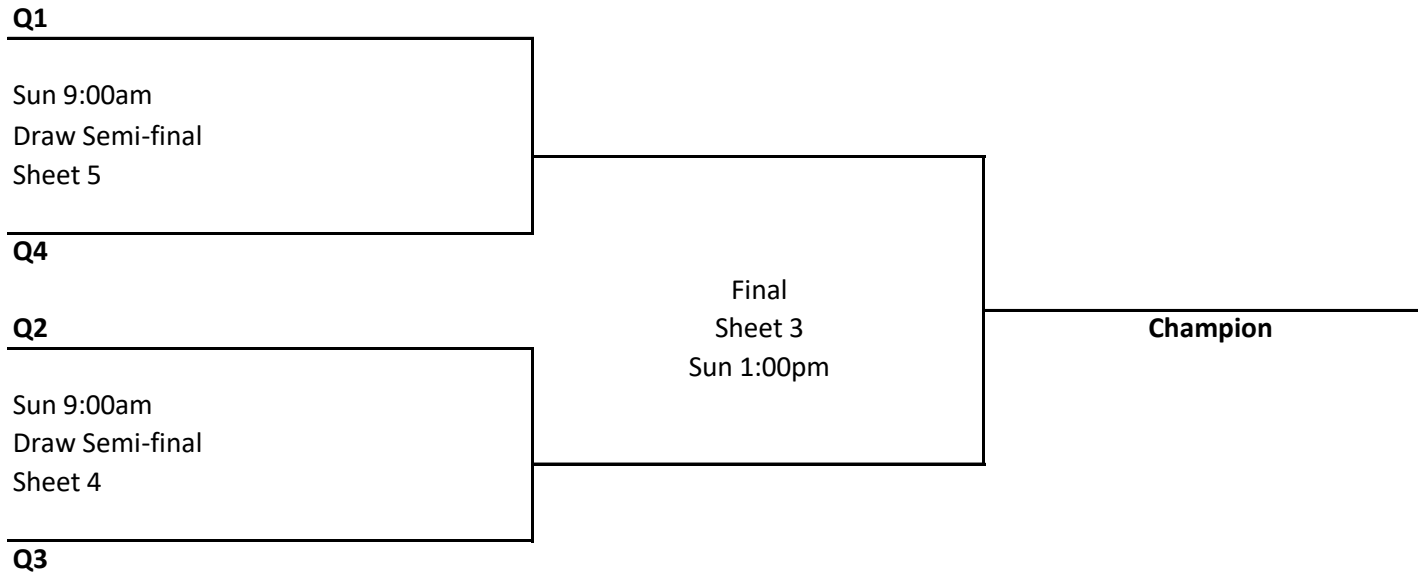 Q1
Sun 9:00am
Draw Semi-final
Sheet 5
Q4
Q2
Sun 9:00am
Draw Semi-final
Sheet 4
Q3
Final
Sheet 3
Sun 1:00pm
Champion